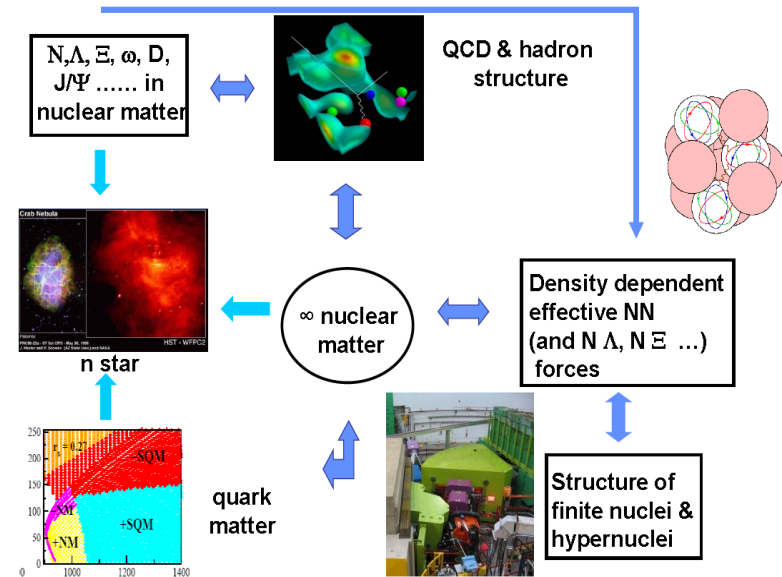 N,Λ, Ξ, ω, D,
J/Ψ ...... in
nuclear matter
QCD & hadron
structure
Crab Nebula
Palomar
HST • WFPC2
n star
∞ nuclear
matter
Density dependent
effective NN
(and N Λ, N Ξ ...)
forces
250
200
150
100
50
0
0
1000
1200
1400
-SQM
-NM
+NM
+SQM
quark
matter
Structure of
finite nuclei &
hypernuclei